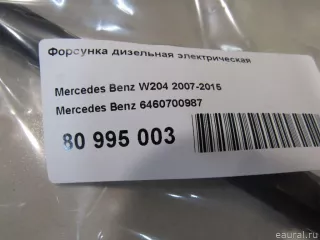 Форсунка дизельная электрическая
Mercedes Benz W204 2007-2015
Mercedes Benz 6460700987
80 995 003
eaural.ru